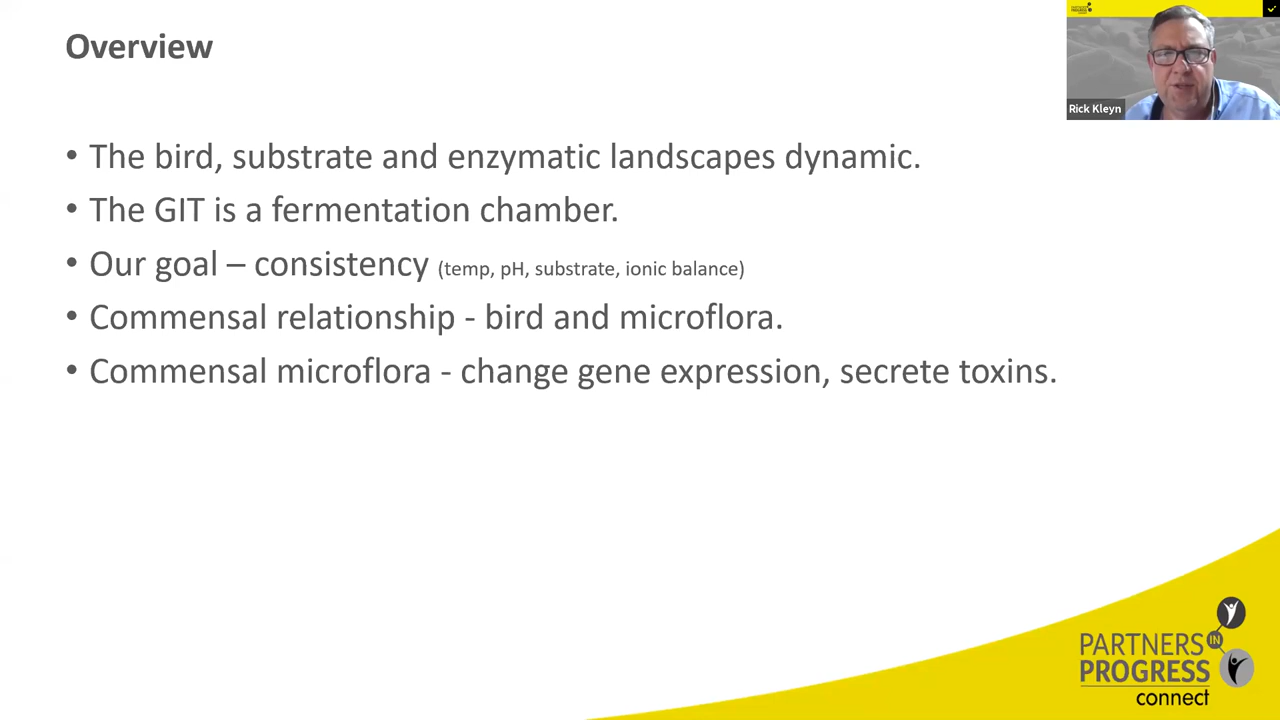 Overview
• The bird, substrate and enzymatic landscapes dynamic.
• The GIT is a fermentation chamber.
• Our goal – consistency (temp, pH, substrate, ionic balance)
• Commensal relationship - bird and microflora.
• Commensal microflora - change gene expression, secrete toxins.
Rick Kleyn
PARTNERS IN
PROGRESS
connect